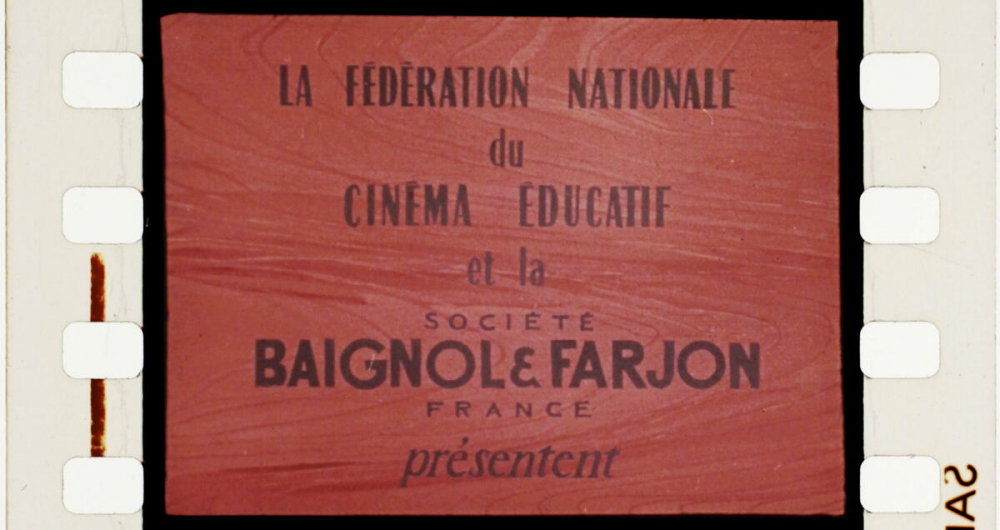 LA FÉDÉRATION NATIONALE
du
CINÉMA ÉDUCATIF
et la
SOCIÉTÉ
BAIGNOL & FARJON
FRANCE
présentent